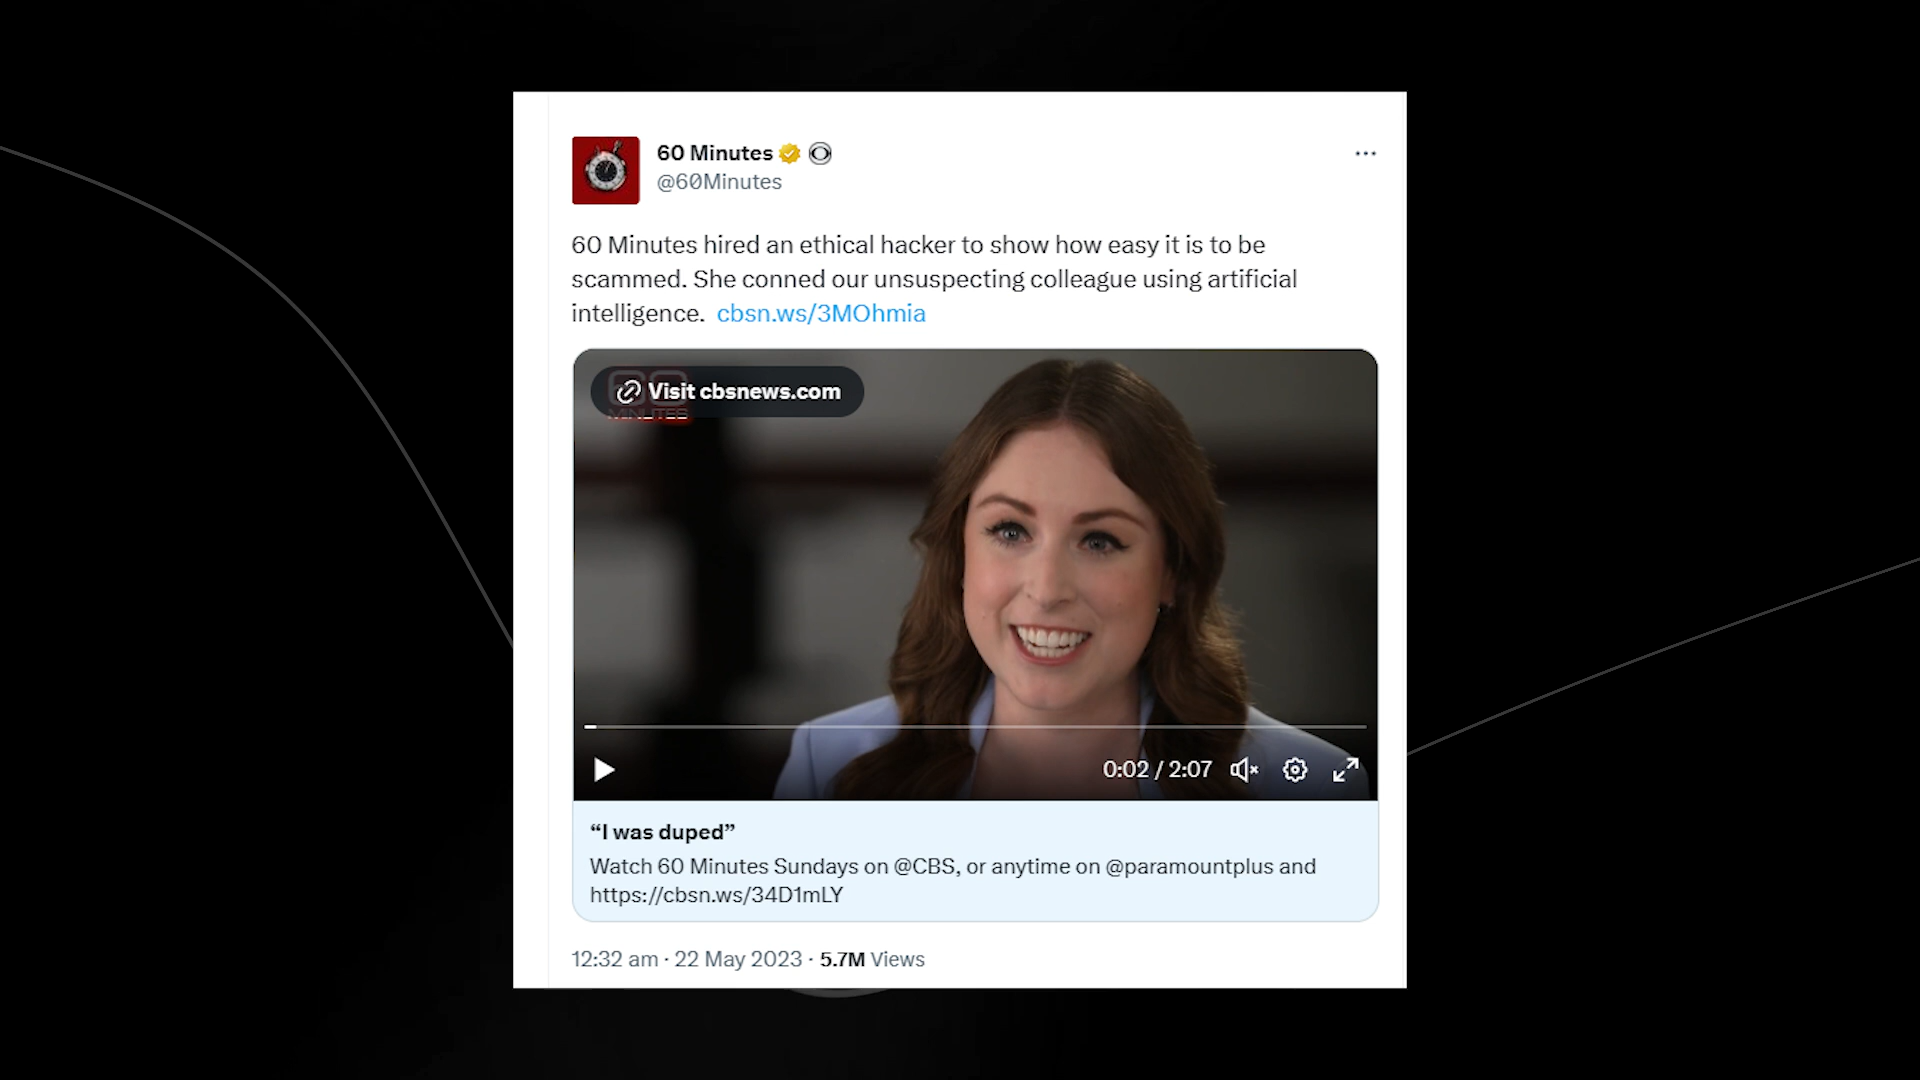 60 Minutes
@60Minutes
60 Minutes hired an ethical hacker to show how easy it is to be
scammed. She conned our unsuspecting colleague using artificial
intelligence. cbsn.ws/3MOhmia
Visit cbsnews.com
MINUTES
0:02 / 2:07
“I was duped”
Watch 60 Minutes Sundays on @CBS, or anytime on @paramountplus and
https://cbsn.ws/34D1mLY
12:32 am · 22 May 2023 · 5.7M Views